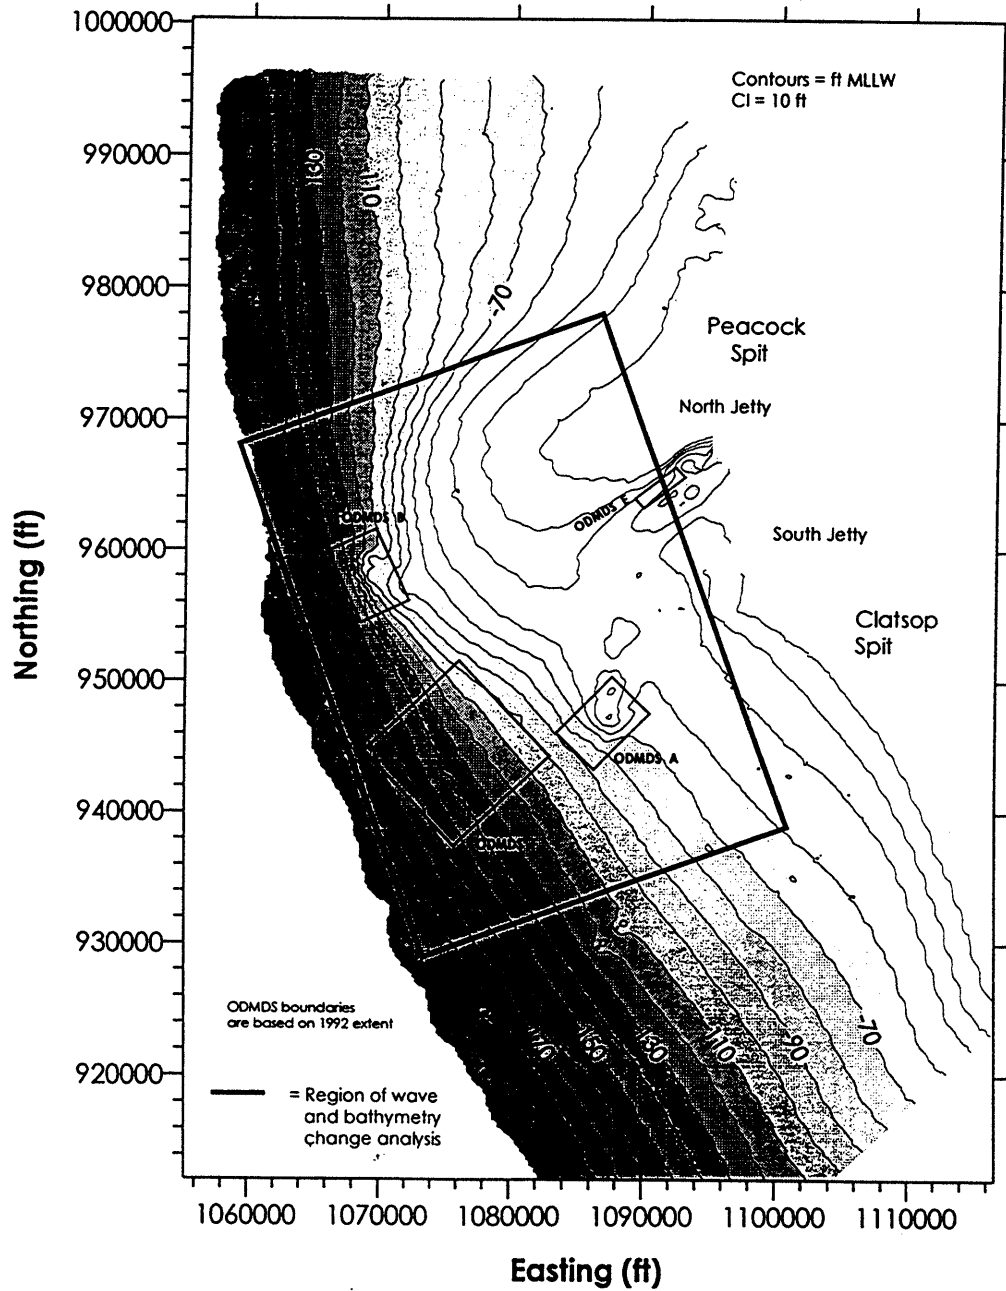 Contours = ft MLLW
CI = 10 ft
1000000
990000
980000
970000
960000
950000
940000
930000
920000
Northing (ft)
130
110
-70
Peacock
Spit
North Jetty
ODMDS E
ODMDS B
South Jetty
Clatsop
Spit
ODMDS A
ODMDS
ODMDS boundaries
are based on 1992 extent
110
90
-70
= Region of wave
and bathymetry
change analysis
1060000
1070000
1080000
1090000
1100000
1110000
Easting (ft)